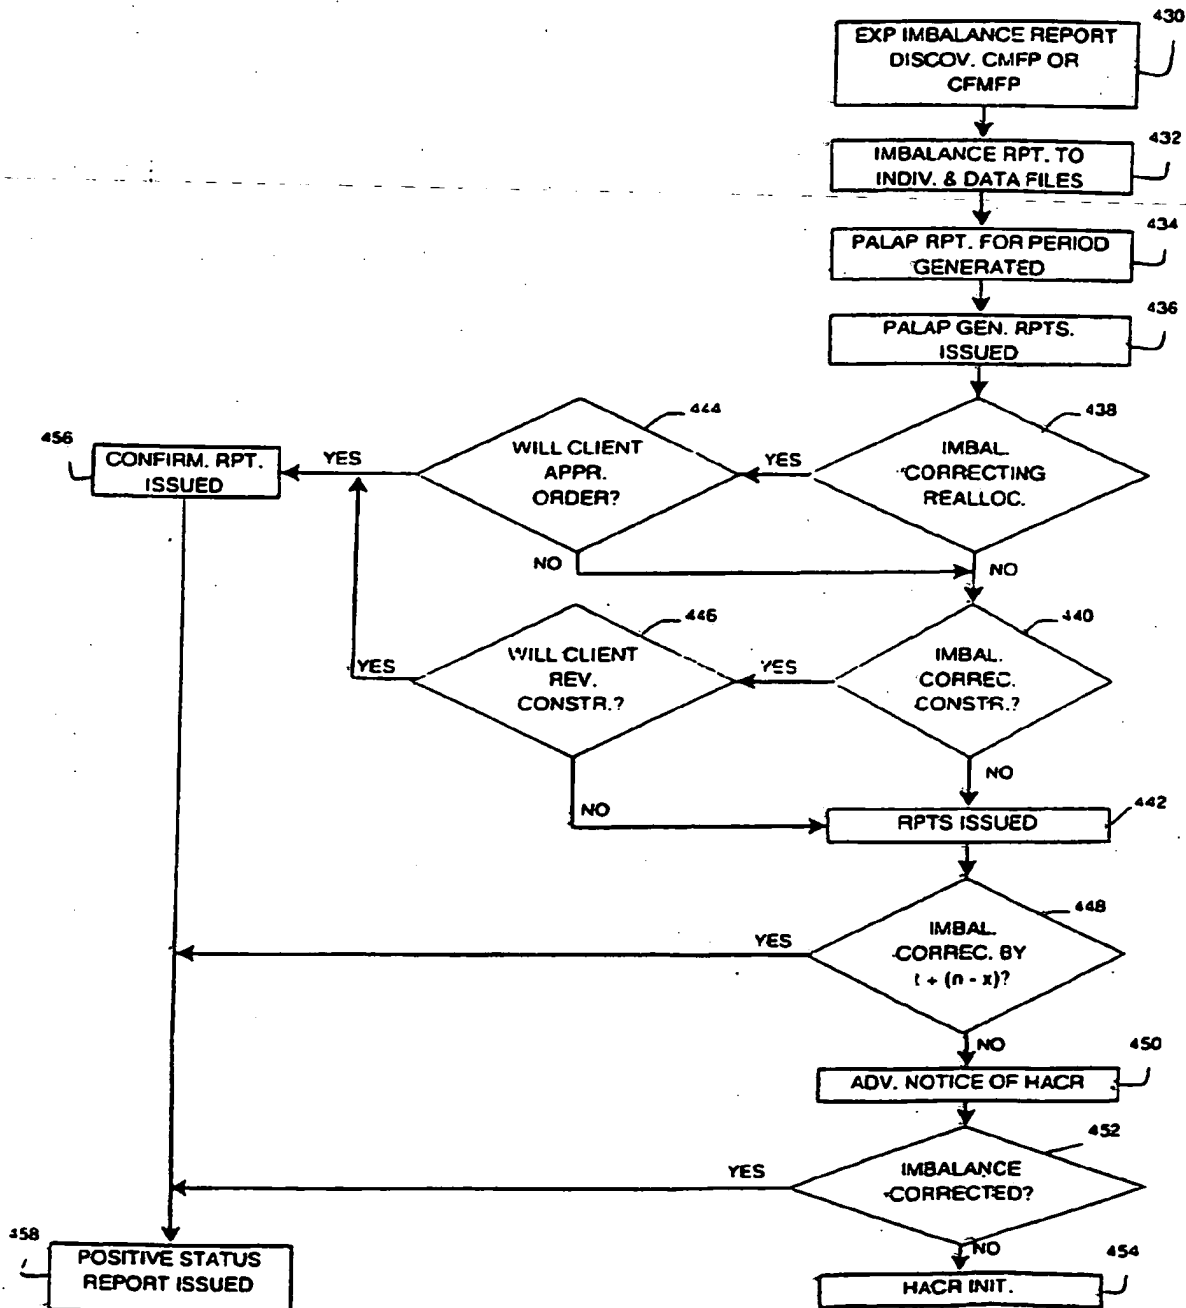 430
EXP IMBALANCE REPORT
DISCOV. CMFP OR
CFMFP
432
IMBALANCE RPT. TO
INDIV. & DATA FILES
434
PALAP RPT. FOR PERIOD
GENERATED
436
PALAP GEN. RPTS.
ISSUED
438
IMBAL.
CORRECTING
REALLOC.
YES
NO
444
WILL CLIENT
APPR.
ORDER?
YES
NO
456
CONFIRM. RPT.
ISSUED
440
IMBAL.
CORREC.
CONSTR.?
YES
NO
446
WILL CLIENT
REV.
CONSTR.?
YES
NO
442
RPTS ISSUED
448
IMBAL.
CORREC. BY
t + (n - x)?
YES
NO
450
ADV. NOTICE OF HACR
452
IMBALANCE
CORRECTED?
YES
NO
458
POSITIVE STATUS
REPORT ISSUED
454
HACR INIT.